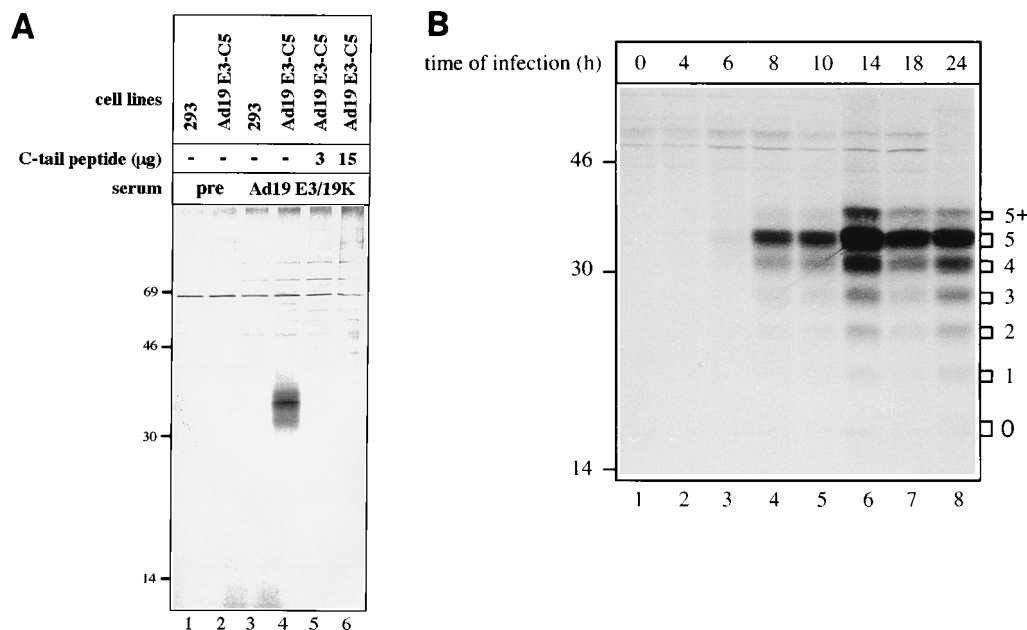 A
cell lines
293
Ad19 E3-C5
293
Ad19 E3-C5
Ad19 E3-C5
Ad19 E3-C5
C-tail peptide (µg)
- - - - 3 15
serum
pre Ad19 E3/19K
69
46
30
14
1 2 3 4 5 6
B
time of infection (h) 0 4 6 8 10 14 18 24
46
30
14
5+
5
4
3
2
1
0
1 2 3 4 5 6 7 8